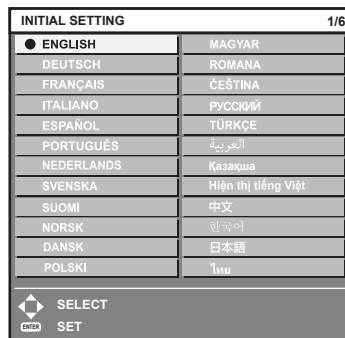 INITIAL SETTING 1/6
ENGLISH
DEUTSCH
FRANÇAIS
ITALIANO
ESPAÑOL
PORTUGUÊS
NEDERLANDS
SVENSKA
SUOMI
NORSK
DANSK
POLSKI
MAGYAR
ROMANA
ČEŠTINA
РУССКИЙ
TÜRKÇE
العربية
Қазақша
Hiện thị tiếng Việt
中文
한국어
日本語
ไทย
SELECT
ENTER SET